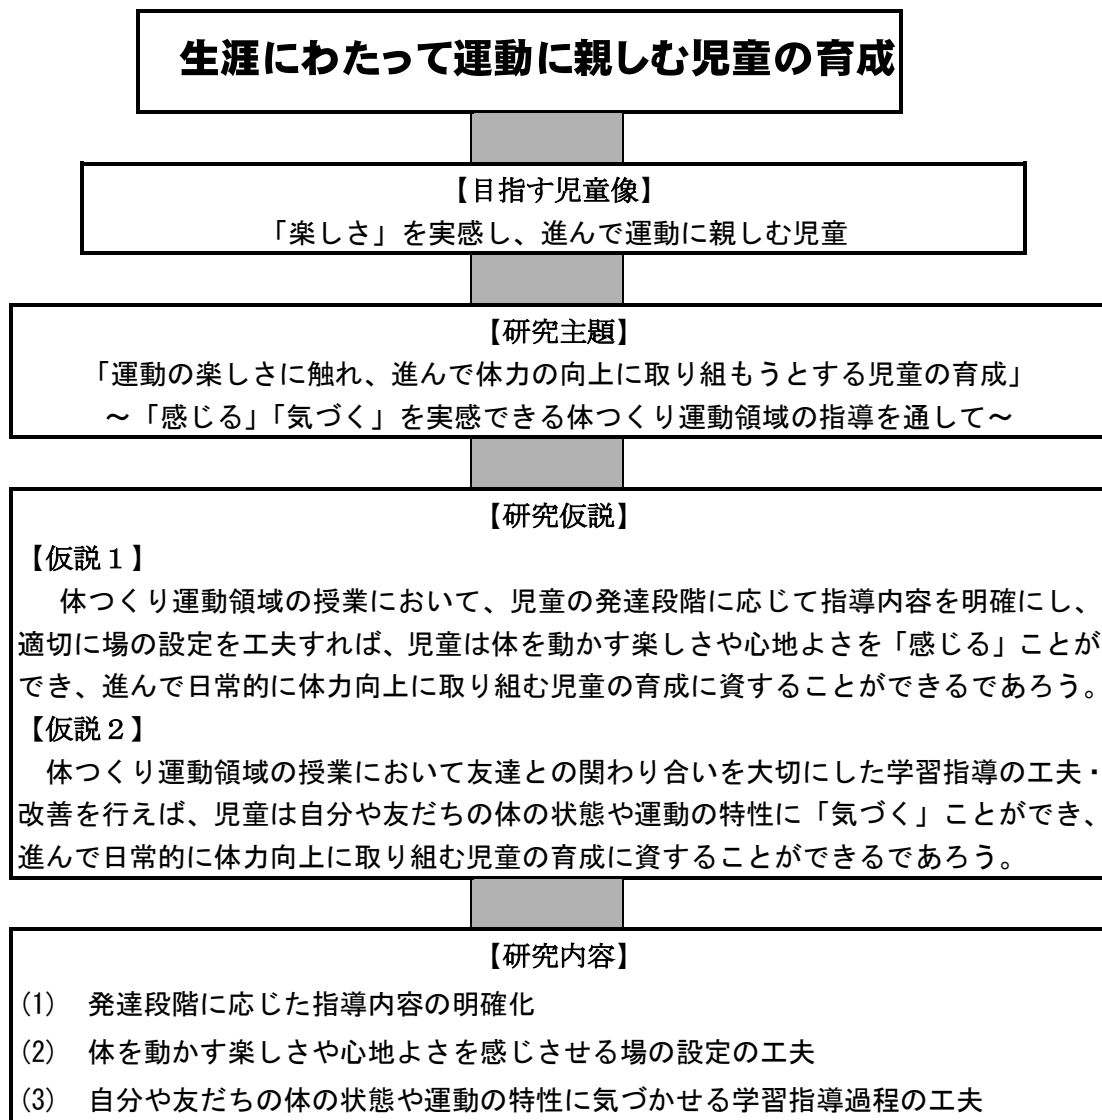 生涯にわたって運動に親しむ児童の育成
【目指す児童像】
「楽しさ」を実感し、進んで運動に親しむ児童
【研究主題】
「運動の楽しさに触れ、進んで体力の向上に取り組もうとする児童の育成」
～「感じる」「気づく」を実感できる体つくり運動領域の指導を通して～
【研究仮説】
【仮説１】
体つくり運動領域の授業において、児童の発達段階に応じて指導内容を明確にし、
適切に場の設定を工夫すれば、児童は体を動かす楽しさや心地よさを「感じる」ことが
でき、進んで日常的に体力向上に取り組む児童の育成に資することができるであろう。
【仮説２】
体つくり運動領域の授業において友達との関わり合いを大切にした学習指導の工夫・
改善を行えば、児童は自分や友だちの体の状態や運動の特性に「気づく」ことができ、
進んで日常的に体力向上に取り組む児童の育成に資することができるであろう。
【研究内容】
(1)　発達段階に応じた指導内容の明確化
(2)　体を動かす楽しさや心地よさを感じさせる場の設定の工夫
(3)　自分や友だちの体の状態や運動の特性に気づかせる学習指導過程の工夫